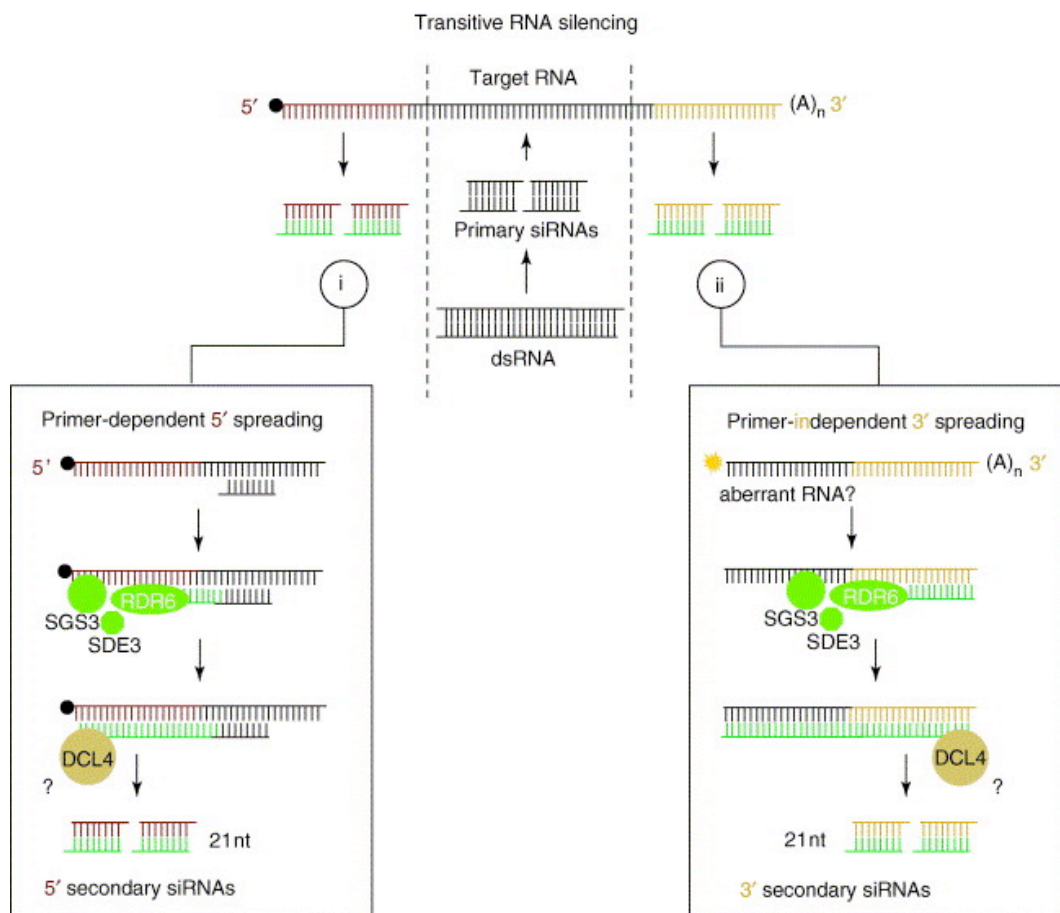 Transitive RNA silencing
Target RNA
5′
(A)n 3′
Primary siRNAs
i
ii
dsRNA
Primer-dependent 5′ spreading
5'
RDR6
SGS3
SDE3
DCL4
?
21nt
5′ secondary siRNAs
Primer-independent 3′ spreading
(A)n 3′
aberrant RNA?
RDR6
SGS3
SDE3
DCL4
?
21nt
3′ secondary siRNAs